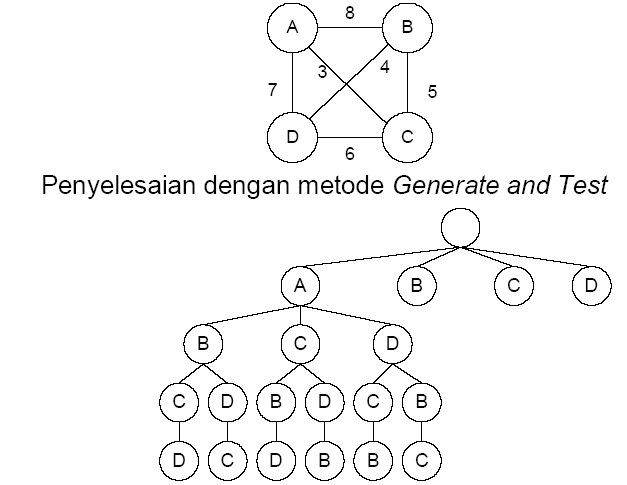 A 8 B
3 4
7 5
D C
6
Penyelesaian dengan metode Generate and Test
A B C D
B C D
C D B D C B
D C D B B C